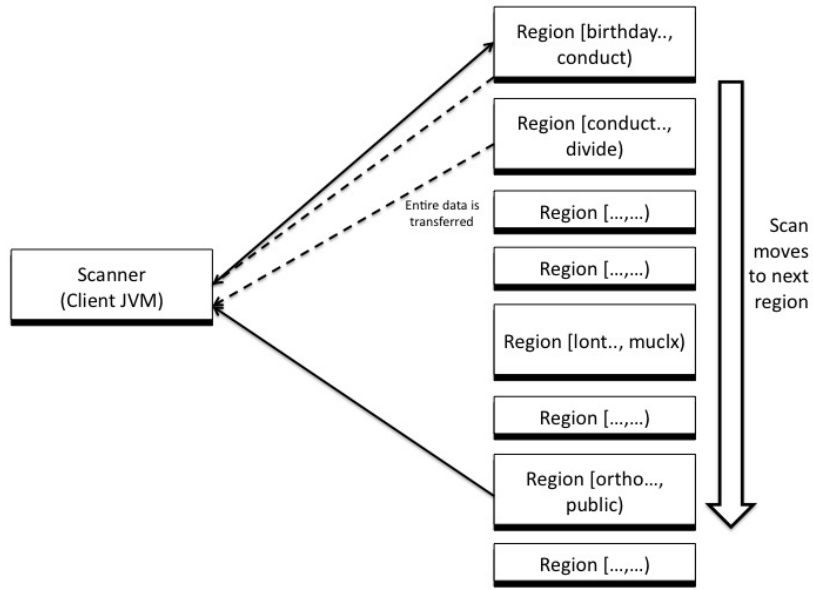 Region [birthday..,
conduct)
Region [conduct..,
divide)
Entire data is
transferred
Region [...,...)
Scan
moves
to next
region
Scanner
(Client JVM)
Region [...,...)
Region [lont.., muclx)
Region [...,...)
Region [ortho...,
public)
Region [...,...)